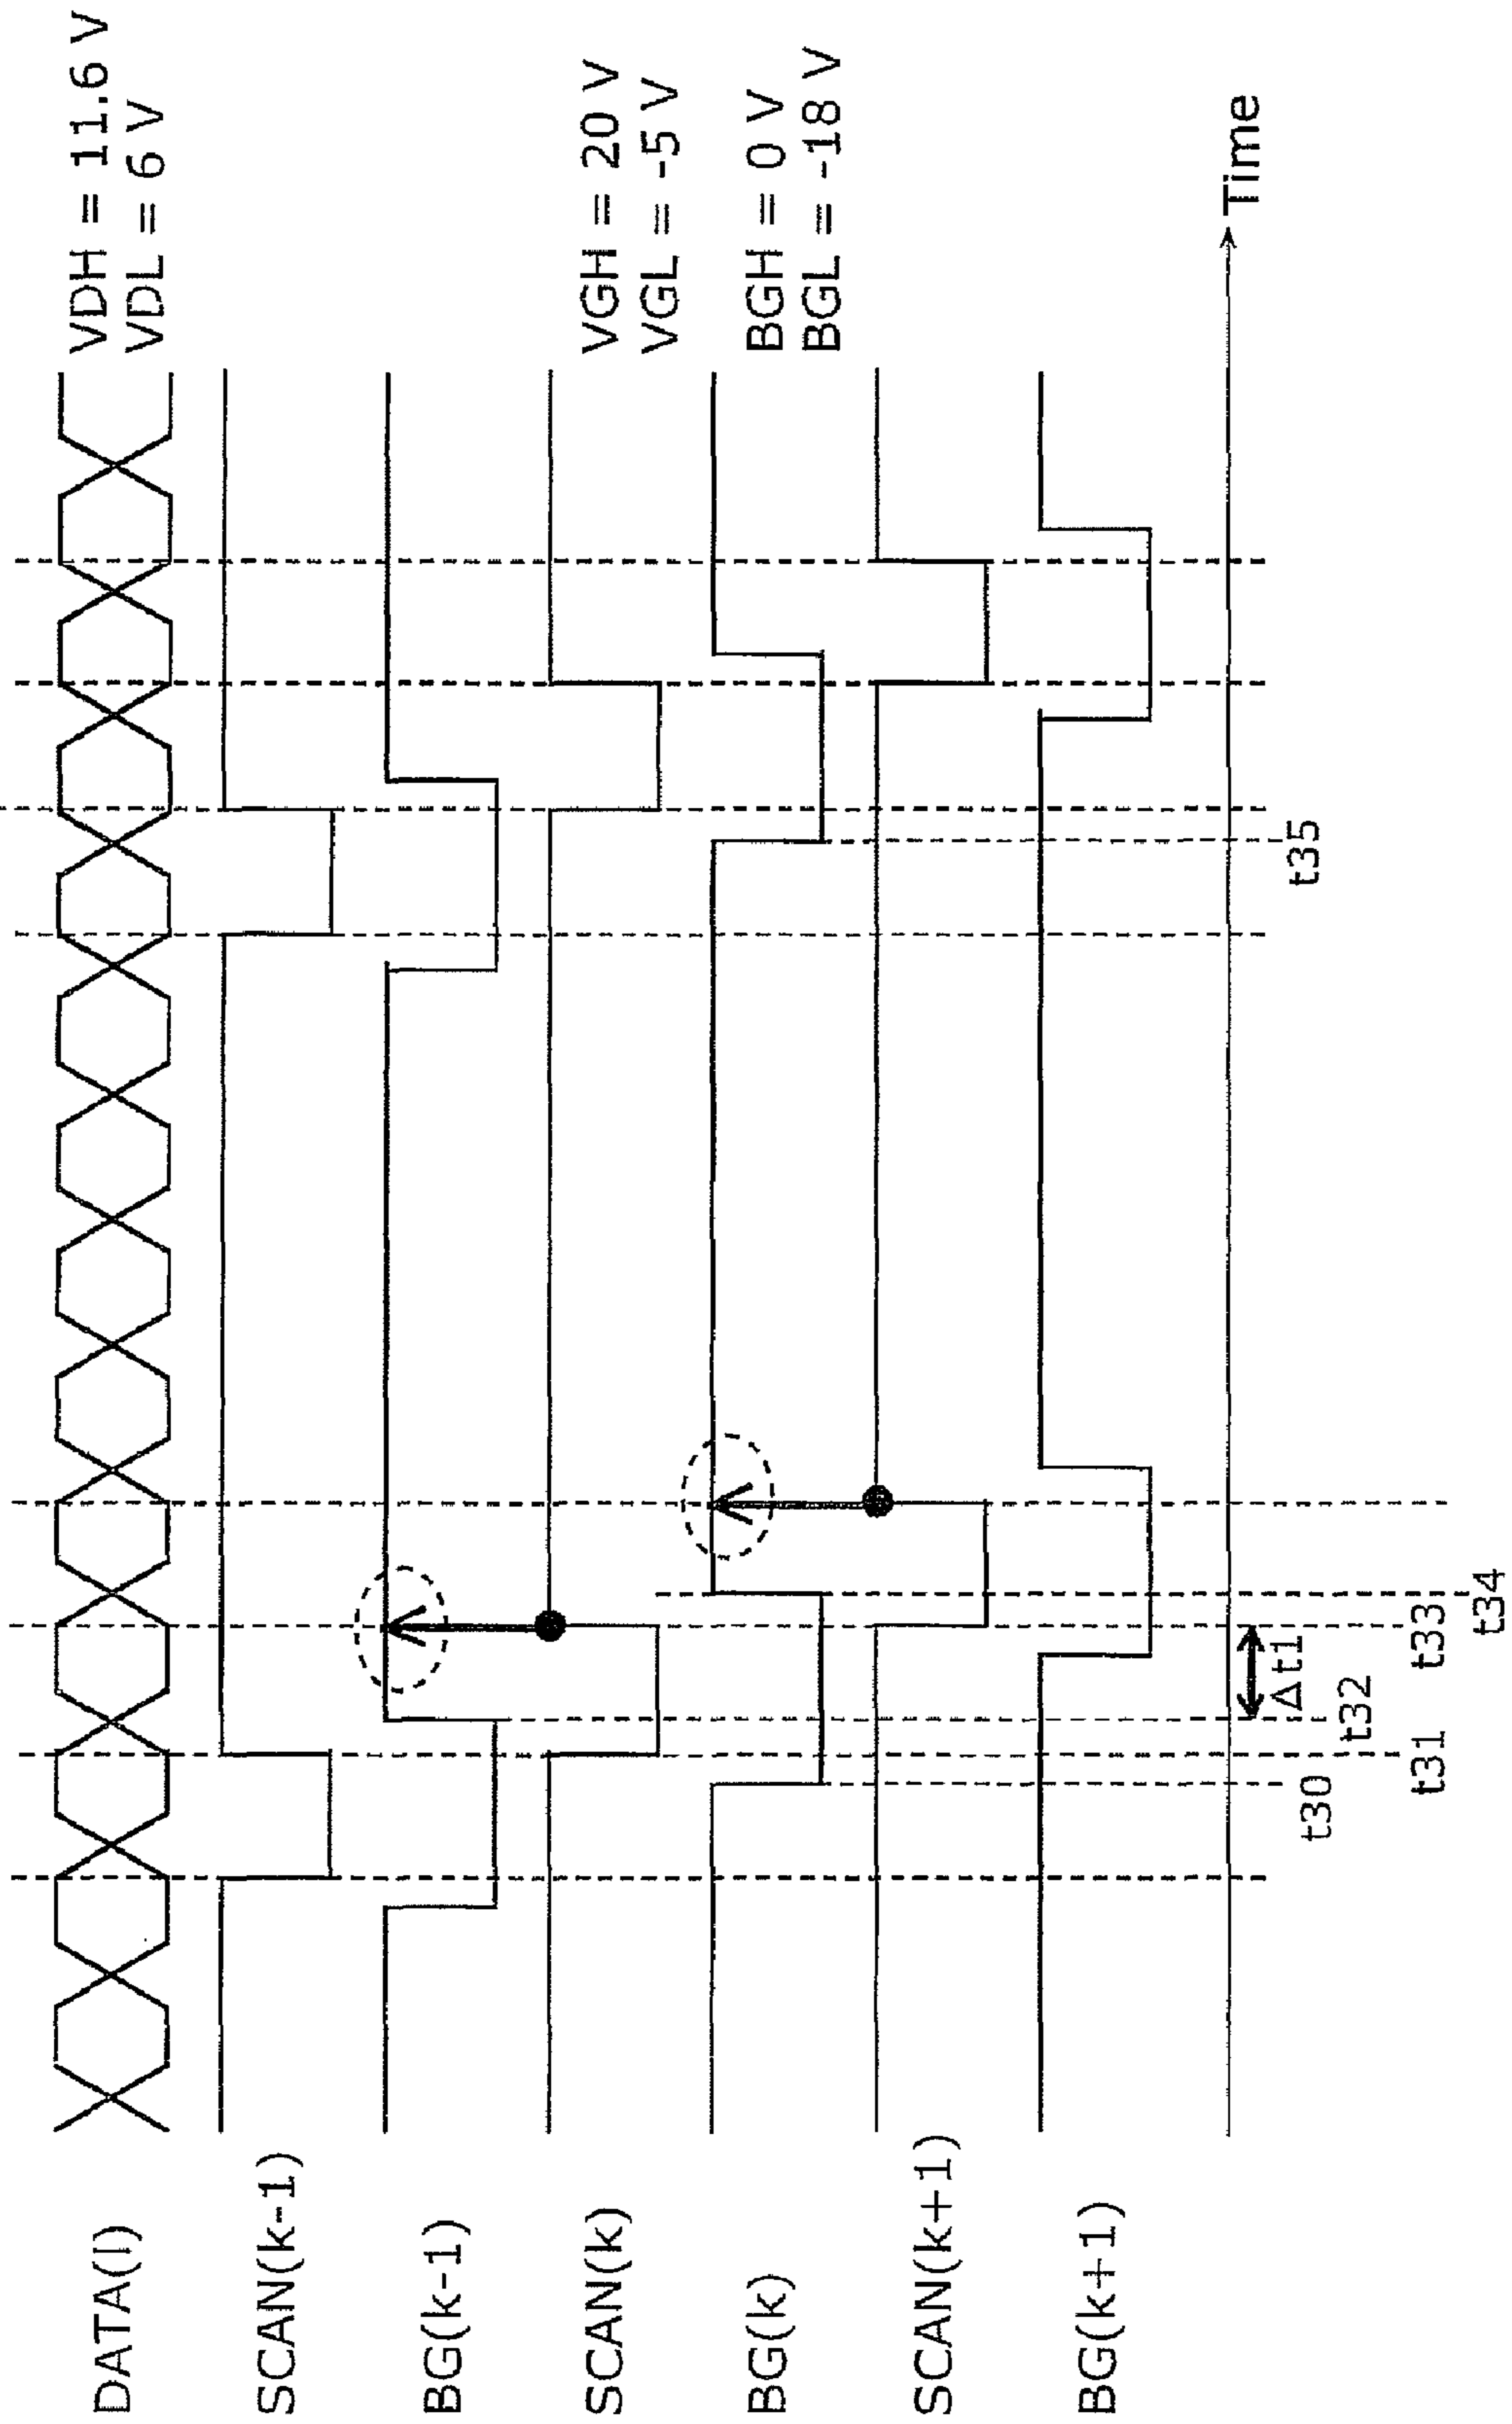 DATA(l)
VDH = 11.6 V
VDL = 6 V
SCAN(k-1)
BG(k-1)
SCAN(k)
VGH = 20 V
VGL = -5 V
BG(k)
BGH = 0 V
BGL = -18 V
SCAN(k+1)
BG(k+1)
Time
Δt1
t30
t31
t32
t33
t34
t35